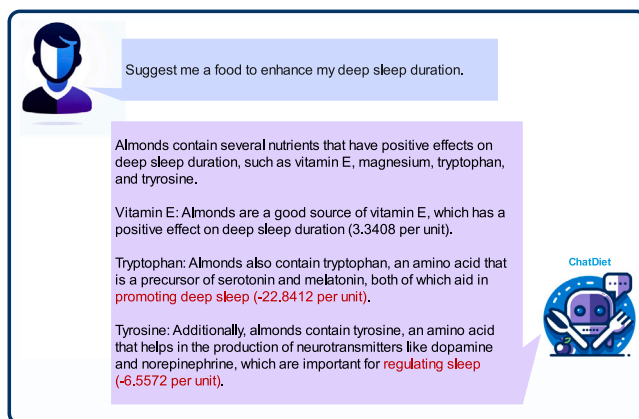 Suggest me a food to enhance my deep sleep duration.
Almonds contain several nutrients that have positive effects on
deep sleep duration, such as vitamin E, magnesium, tryptophan,
and tryrosine.
Vitamin E: Almonds are a good source of vitamin E, which has a
positive effect on deep sleep duration (3.3408 per unit).
Tryptophan: Almonds also contain tryptophan, an amino acid that
is a precursor of serotonin and melatonin, both of which aid in
promoting deep sleep (-22.8412 per unit).
Tyrosine: Additionally, almonds contain tyrosine, an amino acid
that helps in the production of neurotransmitters like dopamine
and norepinephrine, which are important for regulating sleep
(-6.5572 per unit).
ChatDiet